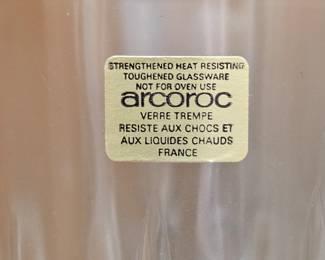 STRENGTHENED HEAT RESISTING
TOUGHENED GLASSWARE
NOT FOR OVEN USE
arcoroc
VERRE TREMPE
RESISTE AUX CHOCS ET
AUX LIQUIDES CHAUDS
FRANCE